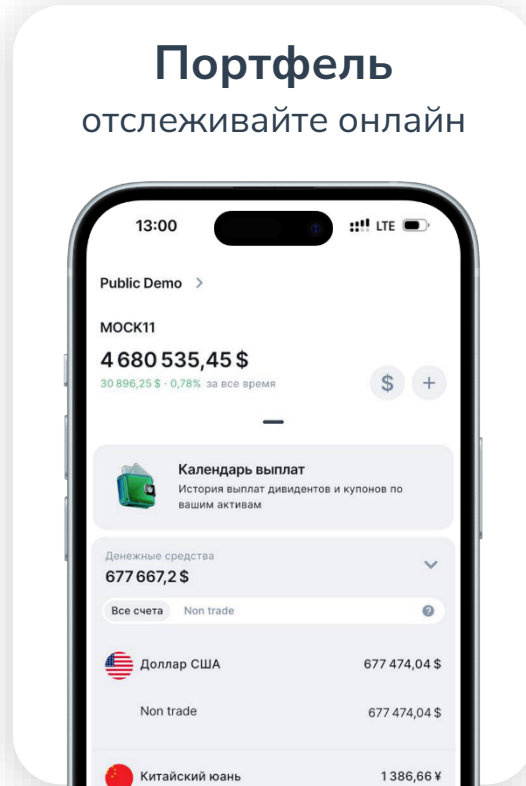 Портфель
отслеживайте онлайн
13:00
LTE
Public Demo >
MOCK11
4 680 535,45 $
30 896,25 $ · 0,78% за все время
$ +
Календарь выплат
История выплат дивидентов и купонов по
вашим активам
Денежные средства
677 667,2 $
Все счета Non trade ?
Доллар США 677 474,04 $
Non trade 677 474,04 $
Китайский юань 1 386,66 ¥